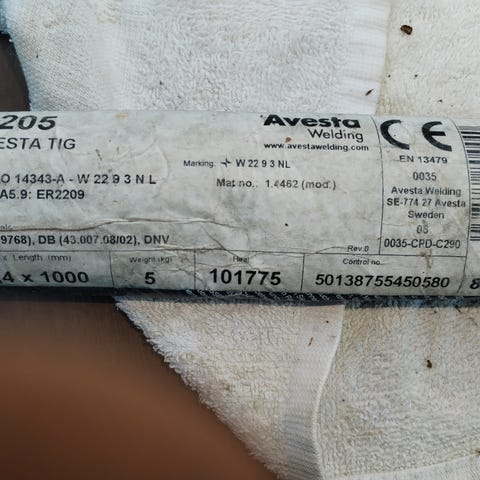 205
ESTA TIG
Avesta
Welding
www.avestawelding.com
CE
EN 13479
0035
Avesta Welding
SE-774 27 Avesta
Sweden
03
0035-CPD-C290
O 14343-A - W 22 9 3 N L
A5.9: ER2209
Marking: W 22 9 3 NL
Mat no.: 1.4462 (mod.)
9768), DB (43.007.08/02), DNV
Rev.0
x Length (mm)
4 x 1000
Weight (kg)
5
Heat
101775
Control no.:
50138755450580
8